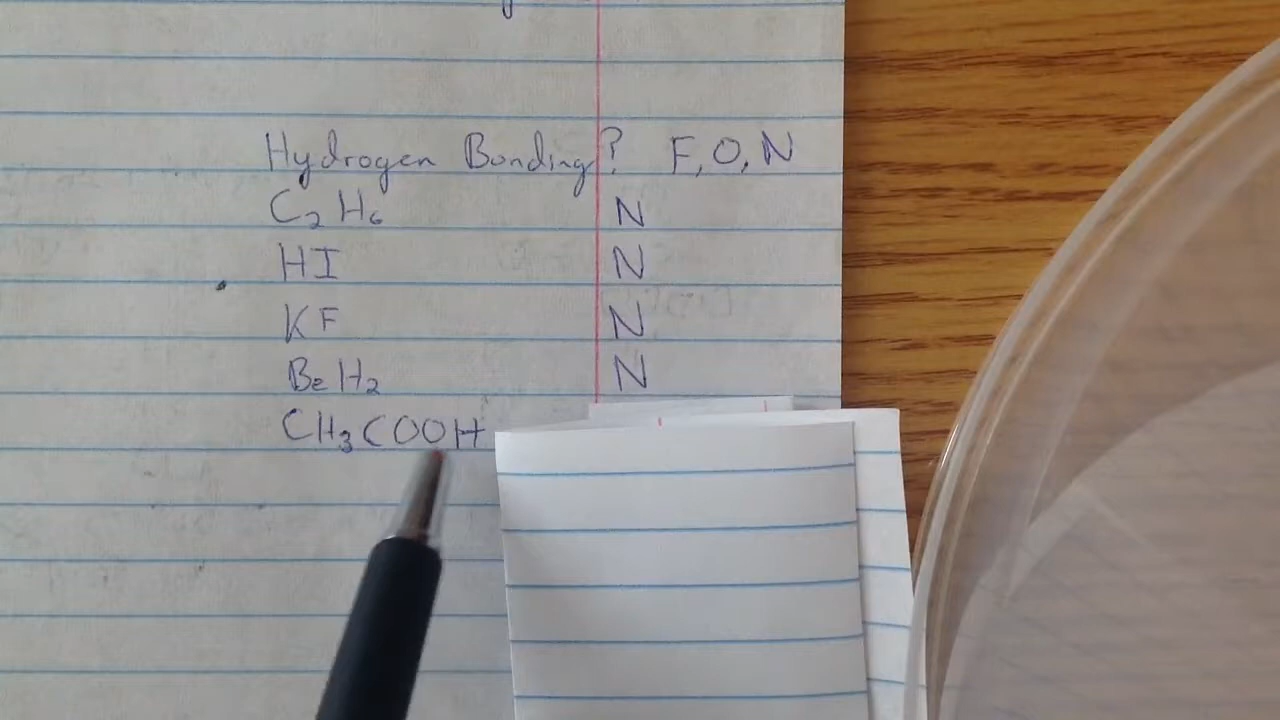 Hydrogen Bonding? F, O, N
C₂H₆ N
HI N
KF N
BeH₂ N
CH₃COOH